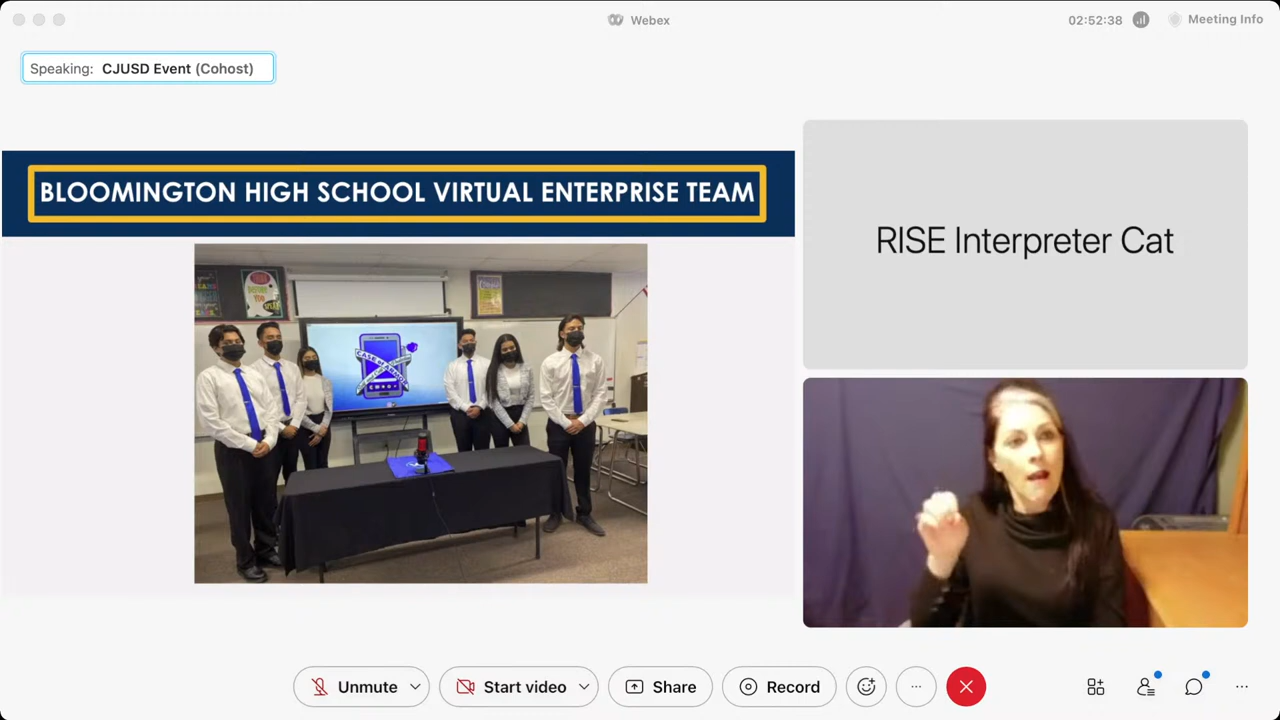 Webex
02:52:38
Meeting Info
Speaking: CJUSD Event (Cohost)
BLOOMINGTON HIGH SCHOOL VIRTUAL ENTERPRISE TEAM
RISE Interpreter Cat
CASE
Unmute
Start video
Share
Record